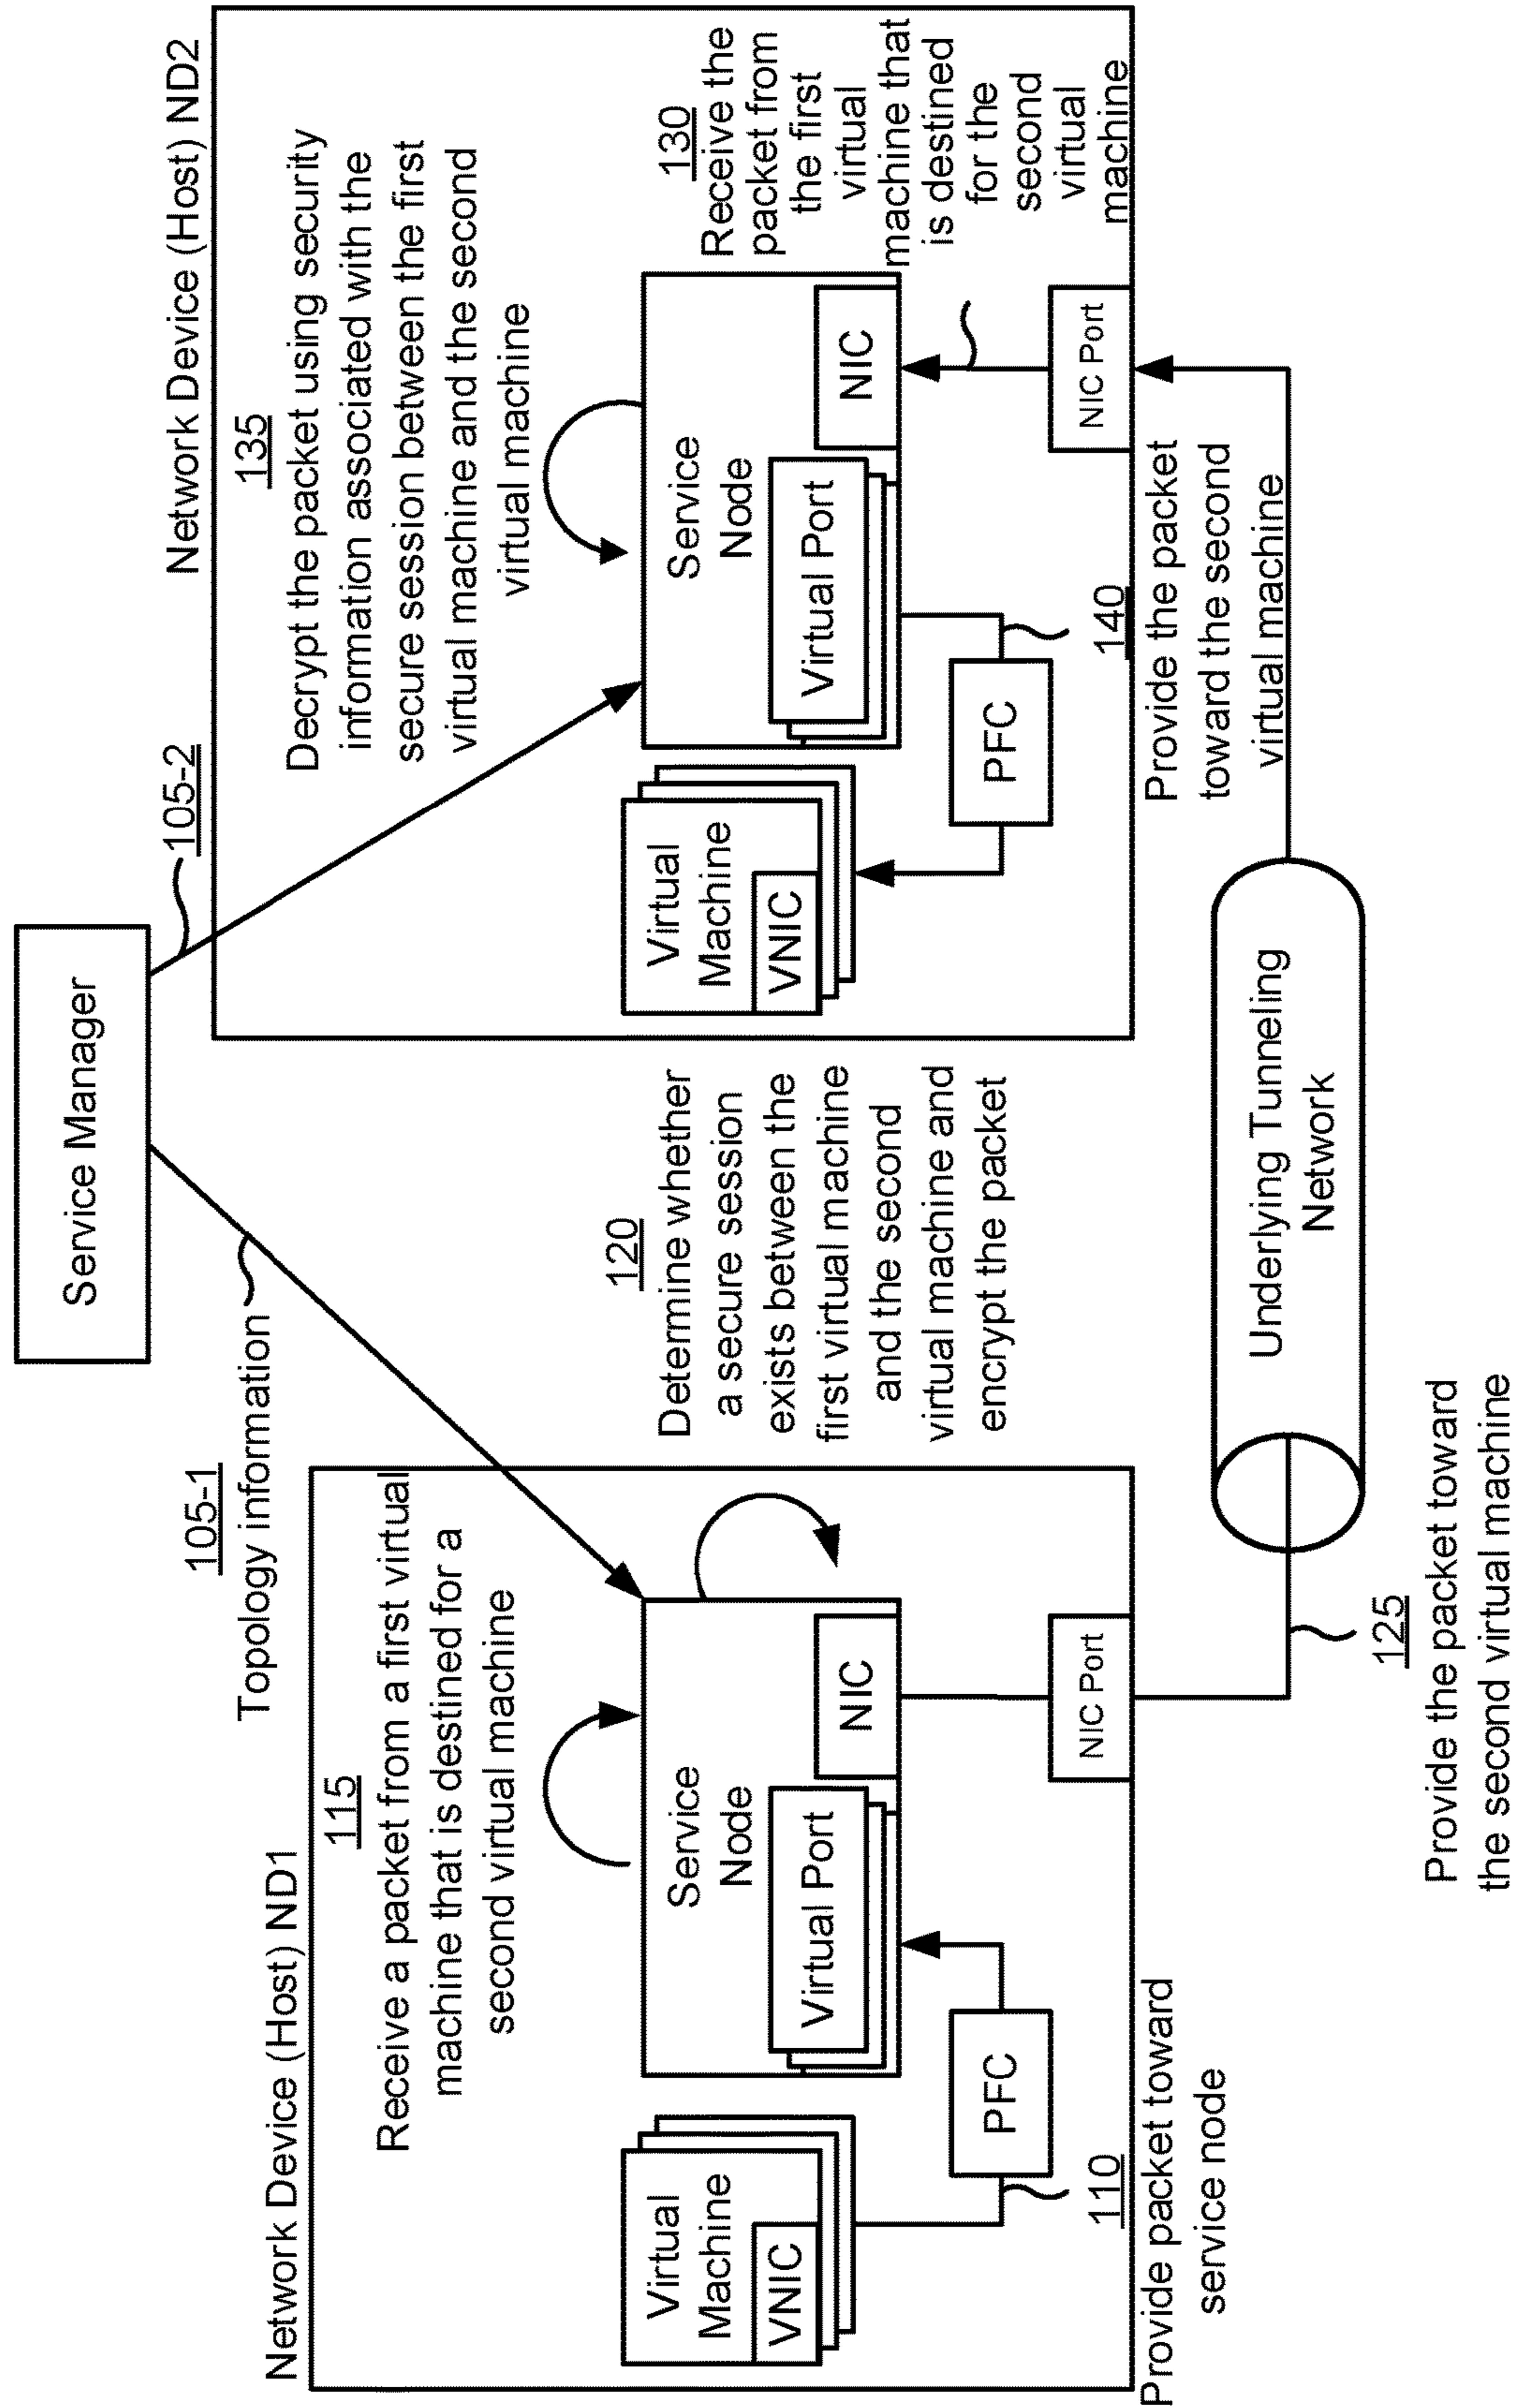 Service Manager
105-1
Topology information
105-2
Network Device (Host) ND1
115
Receive a packet from a first virtual
machine that is destined for a
second virtual machine
Virtual
Machine
VNIC
Service
Node
Virtual Port
NIC
PFC
NIC Port
110
Provide packet toward
service node
120
Determine whether
a secure session
exists between the
first virtual machine
and the second
virtual machine and
encrypt the packet
125
Provide the packet toward
the second virtual machine
Underlying Tunneling
Network
Network Device (Host) ND2
135
Decrypt the packet using security
information associated with the
secure session between the first
virtual machine and the second
virtual machine
Virtual
Machine
VNIC
Service
Node
Virtual Port
NIC
PFC
NIC Port
130
Receive the
packet from
the first
virtual
machine that
is destined
for the
second
virtual
machine
140
Provide the packet
toward the second
virtual machine